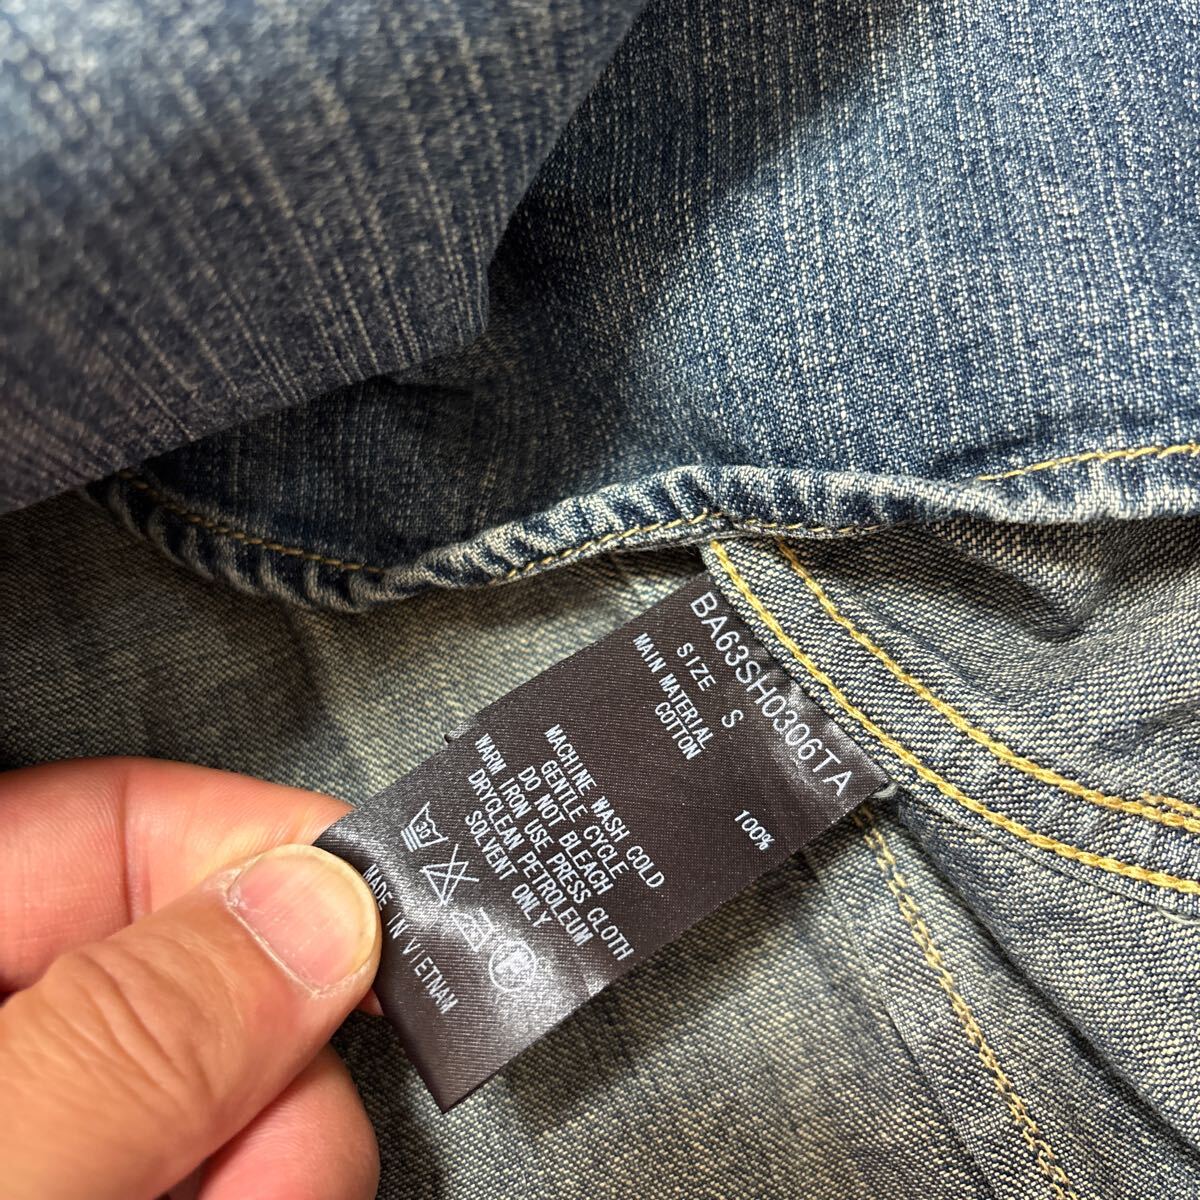 BA63SH0306TA
SIZE S
MAIN MATERIAL
COTTON 100%
MACHINE WASH COLD
GENTLE CYCLE
DO NOT BLEACH
WARM IRON USE PRESS CLOTH
DRYCLEAN PETROLEUM
SOLVENT ONLY
30
F
MADE IN VIETNAM